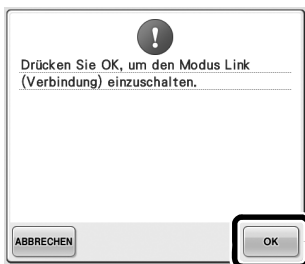 Drücken Sie OK, um den Modus Link
(Verbindung) einzuschalten.
ABBRECHEN
OK